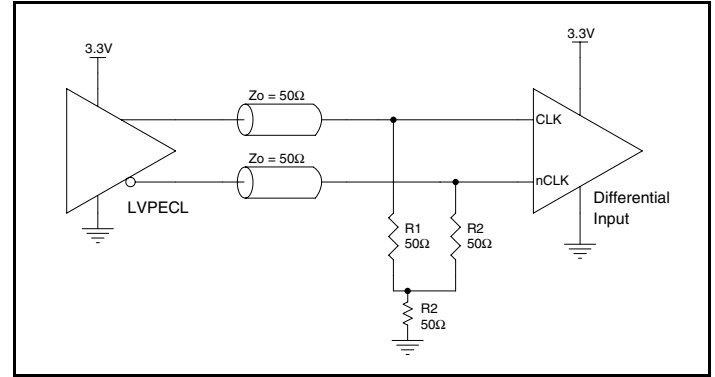 3.3V
3.3V
Zo = 50Ω
CLK
Zo = 50Ω
nCLK
LVPECL
Differential
Input
R1
50Ω
R2
50Ω
R2
50Ω